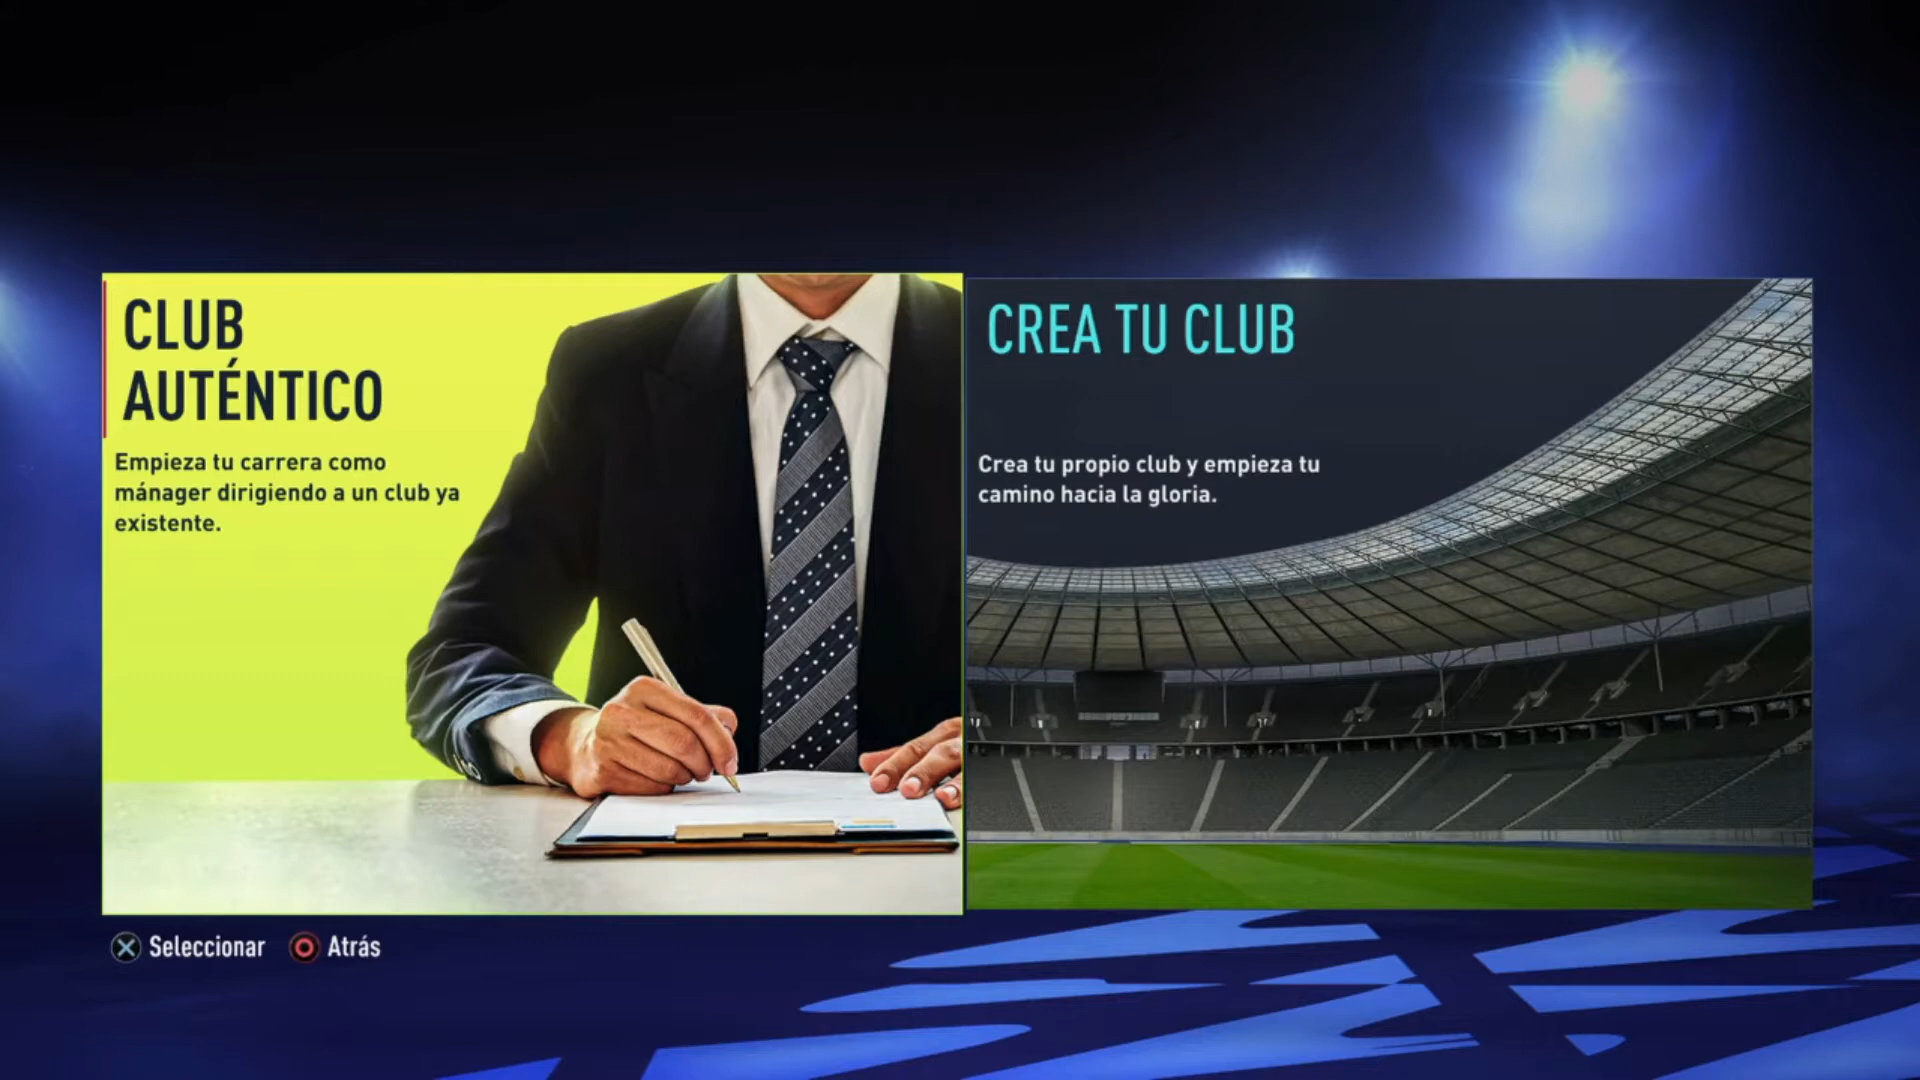 CLUB
AUTÉNTICO
Empieza tu carrera como
mánager dirigiendo a un club ya
existente.
CREA TU CLUB
Crea tu propio club y empieza tu
camino hacia la gloria.
Seleccionar Atrás